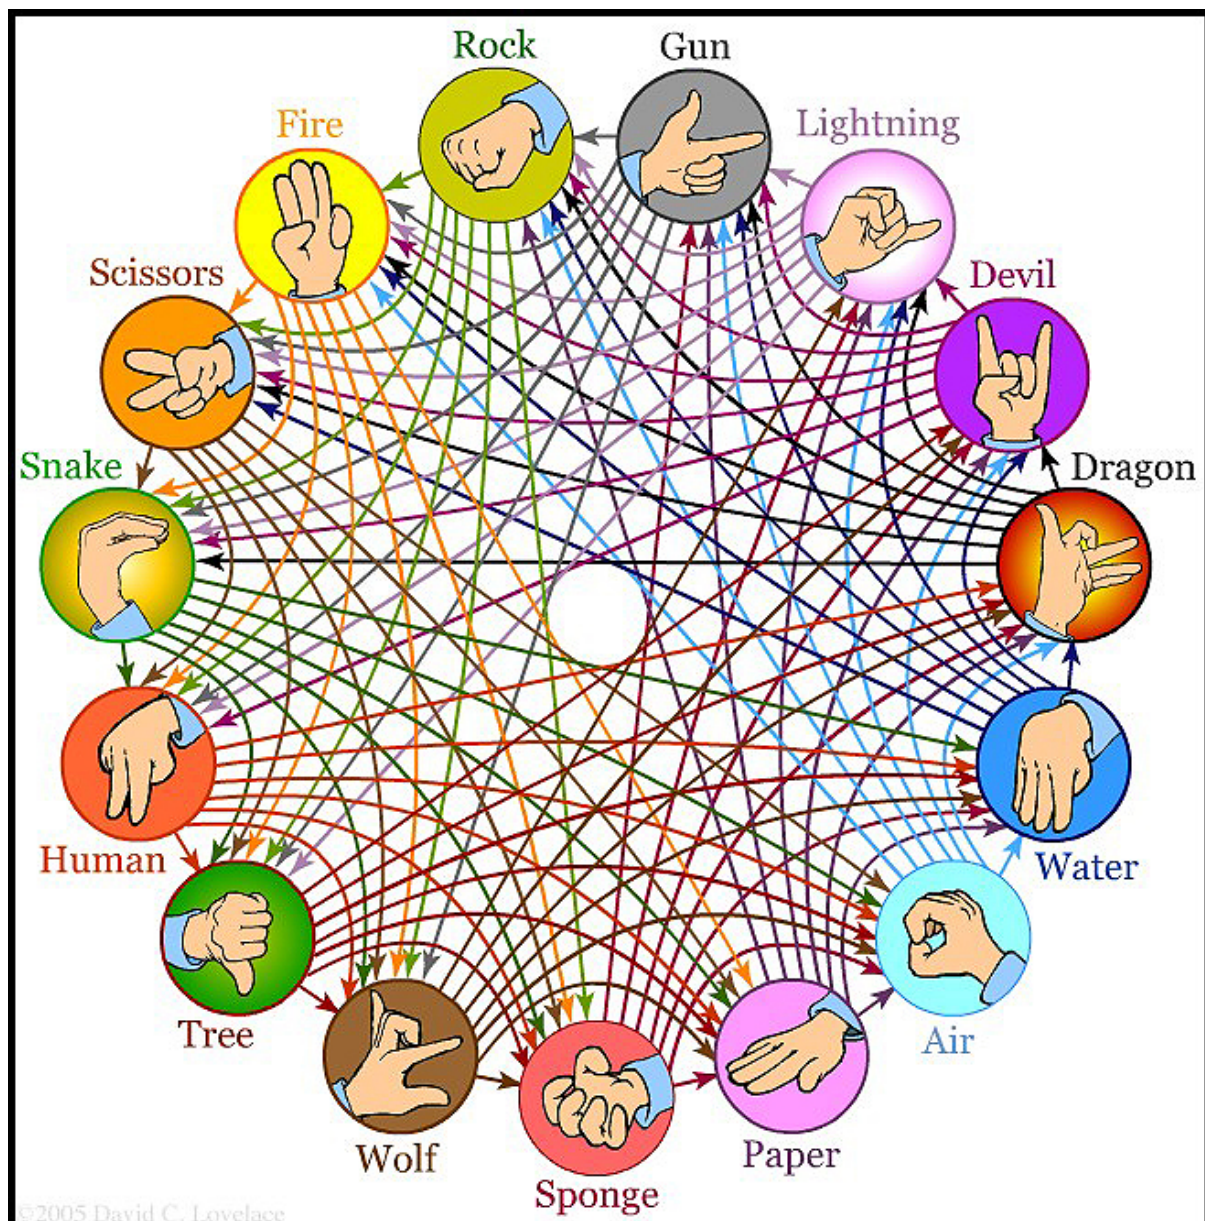 Rock
Gun
Fire
Lightning
Scissors
Devil
Snake
Dragon
Human
Water
Tree
Air
Wolf
Paper
Sponge
©2005 David C. Lovelace